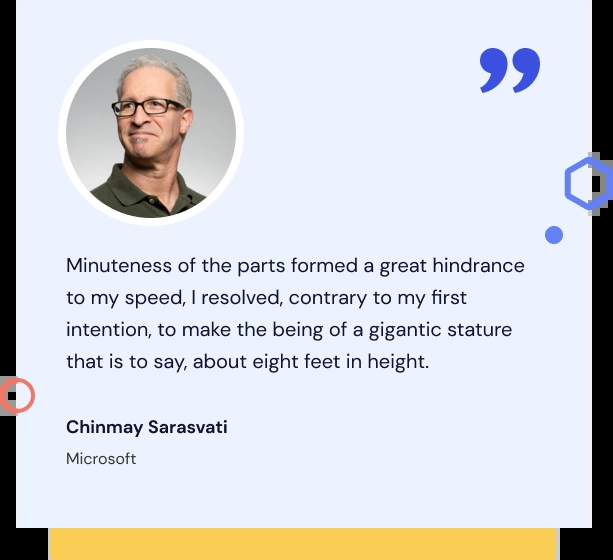 Minuteness of the parts formed a great hindrance
to my speed, I resolved, contrary to my first
intention, to make the being of a gigantic stature
that is to say, about eight feet in height.
Chinmay Sarasvati
Microsoft